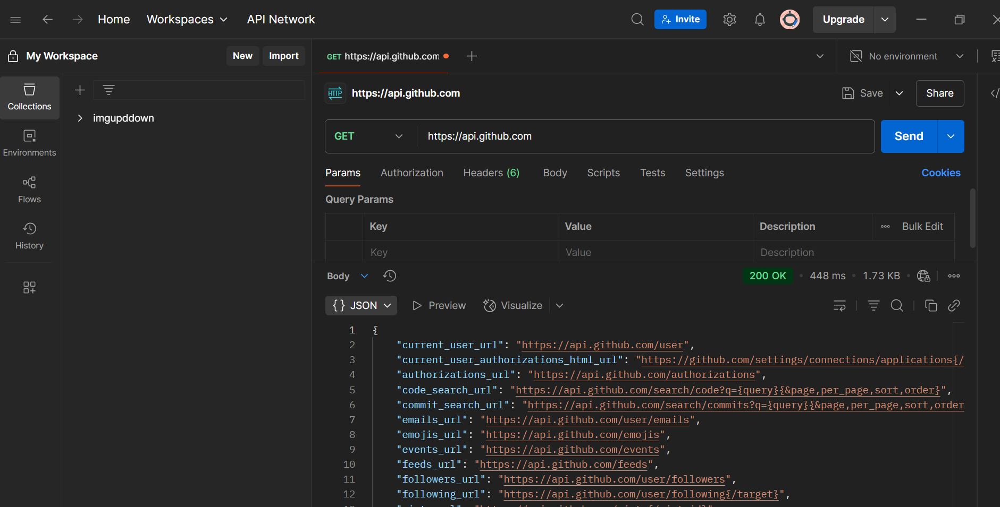 Home Workspaces API Network Invite Upgrade
My Workspace New Import GET https://api.github.com No environment
Collections
imgupddown
Environments
Flows
History
HTTP https://api.github.com Save Share
GET https://api.github.com Send
Params Authorization Headers (6) Body Scripts Tests Settings Cookies
Query Params
Key Value Description Bulk Edit
Key Value Description
Body 200 OK 448 ms 1.73 KB
{} JSON Preview Visualize
1 {
2 "current_user_url": "https://api.github.com/user",
3 "current_user_authorizations_html_url": "https://github.com/settings/connections/applications{/
4 "authorizations_url": "https://api.github.com/authorizations",
5 "code_search_url": "https://api.github.com/search/code?q={query}{&page,per_page,sort,order}",
6 "commit_search_url": "https://api.github.com/search/commits?q={query}{&page,per_page,sort,order
7 "emails_url": "https://api.github.com/user/emails",
8 "emojis_url": "https://api.github.com/emojis",
9 "events_url": "https://api.github.com/events",
10 "feeds_url": "https://api.github.com/feeds",
11 "followers_url": "https://api.github.com/user/followers",
12 "following_url": "https://api.github.com/user/following{/target}",